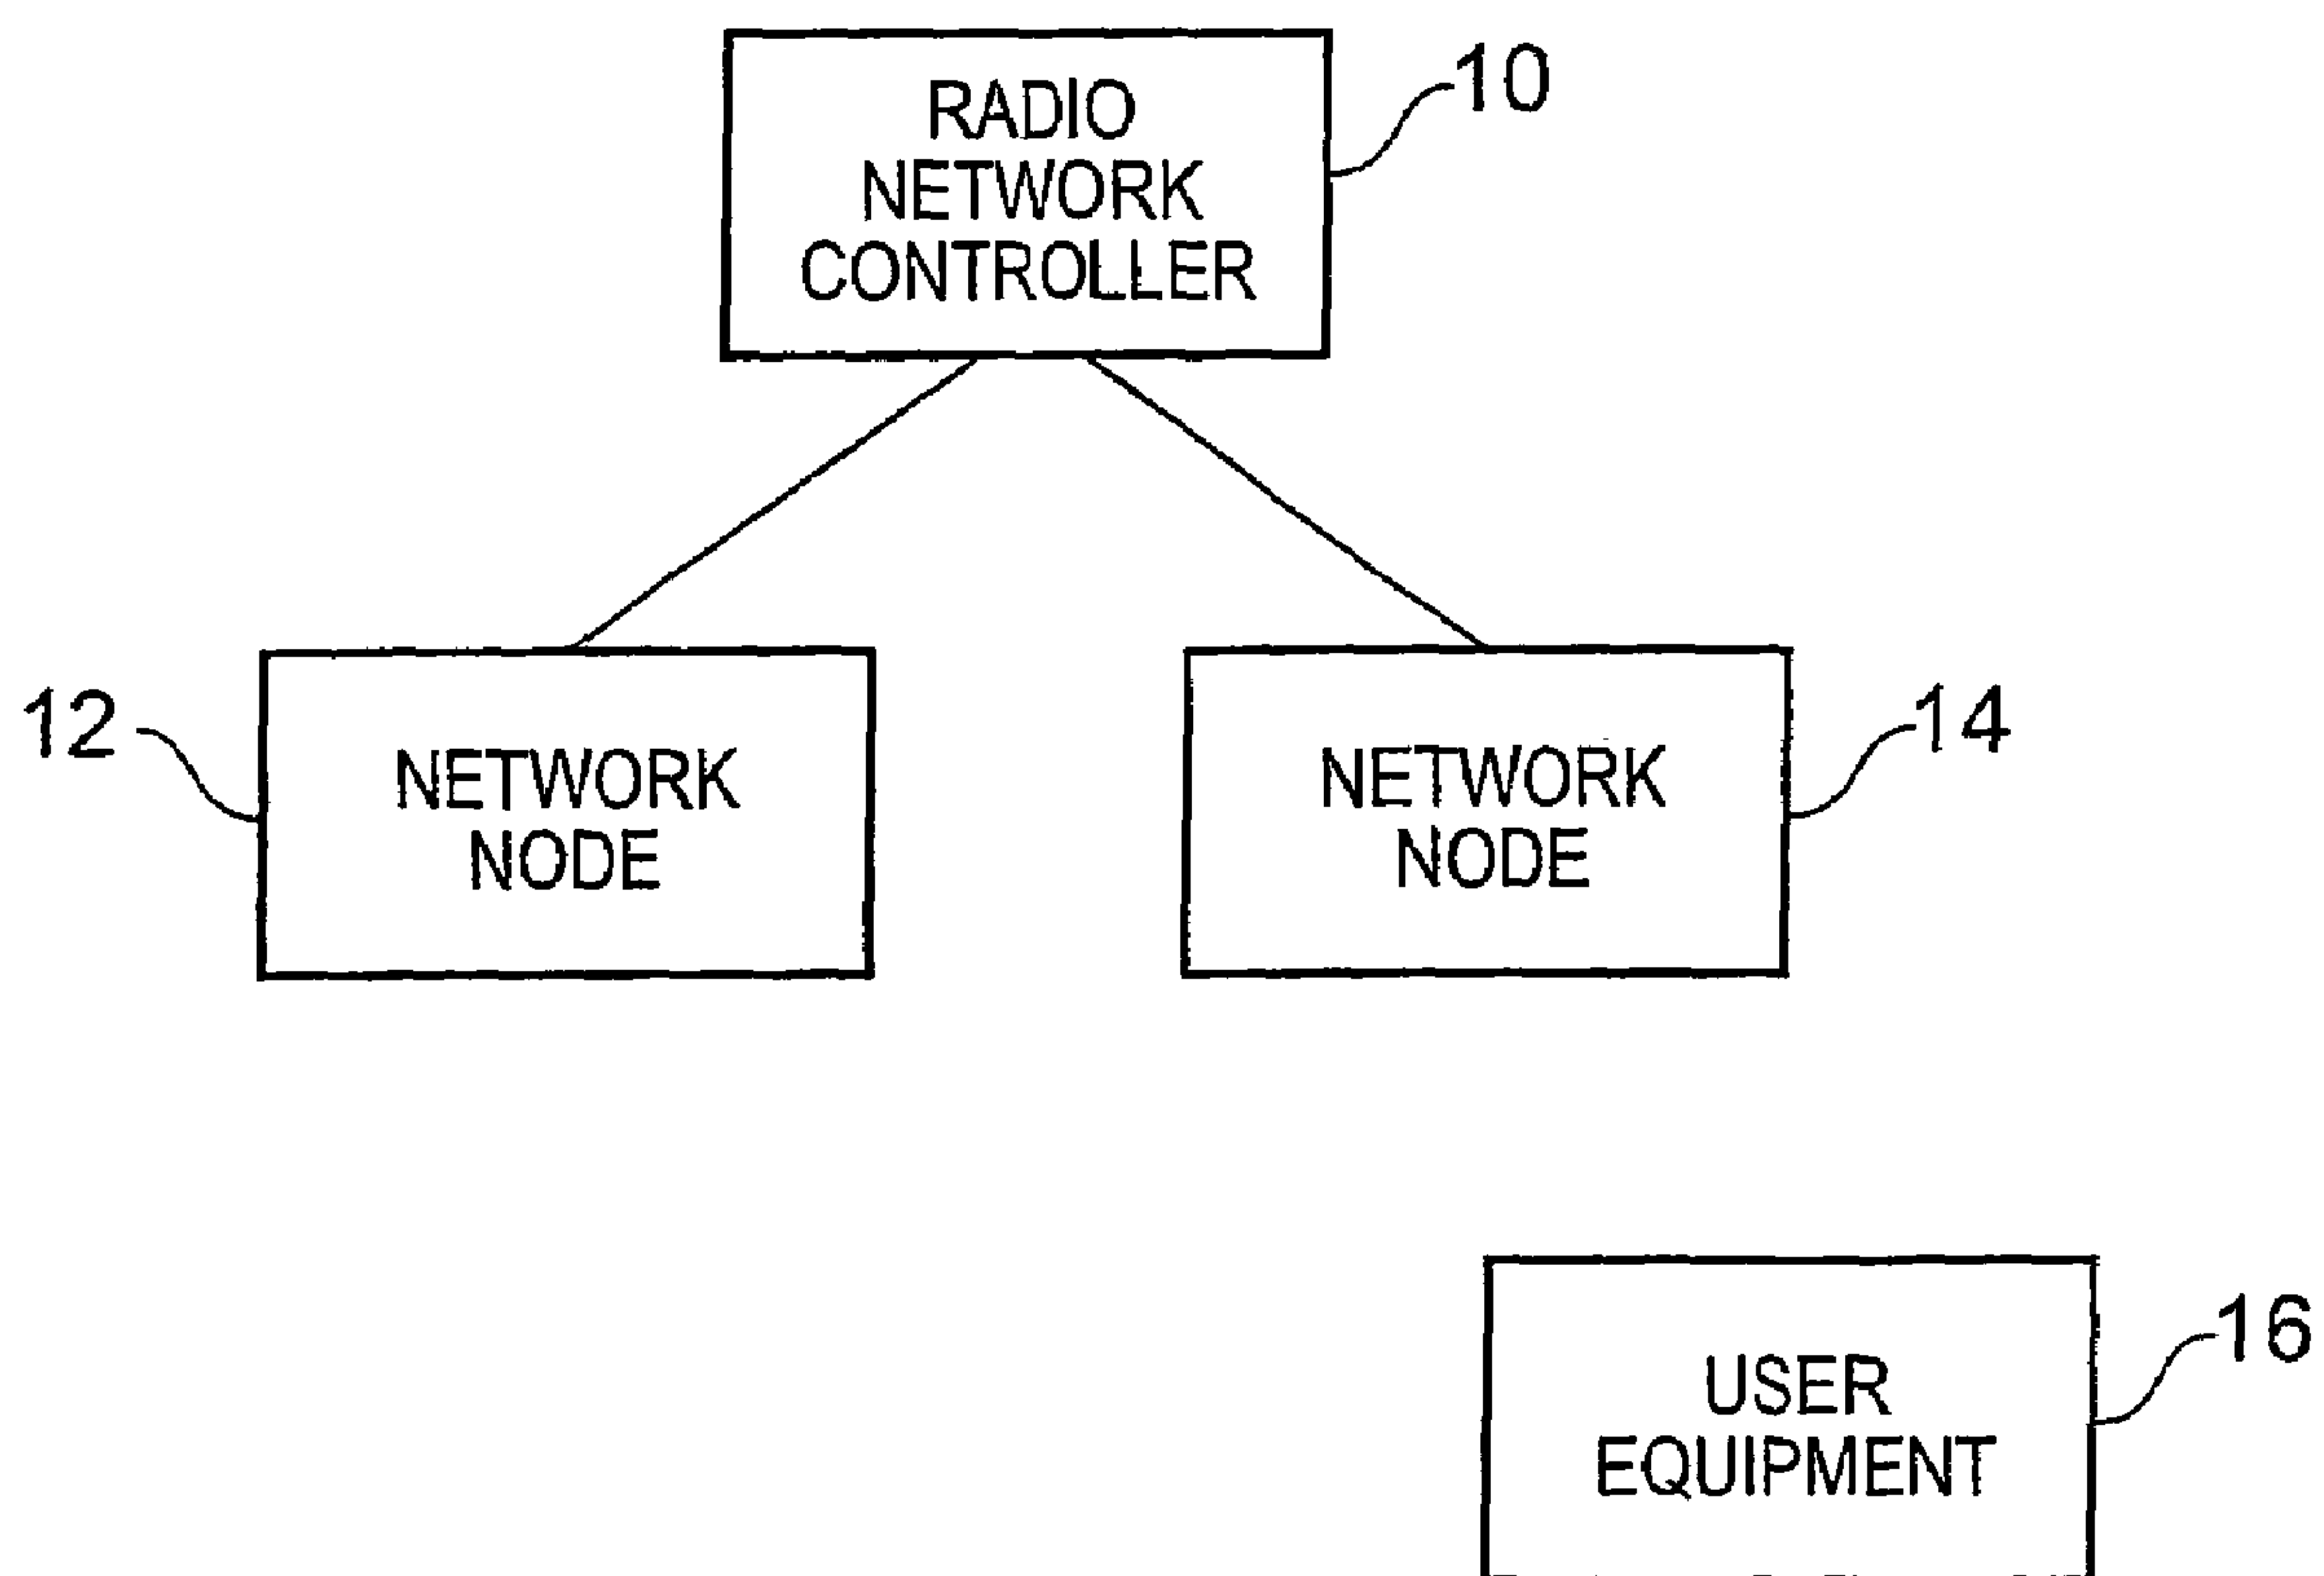 RADIO
NETWORK
CONTROLLER
10
12
NETWORK
NODE
NETWORK
NODE
14
USER
EQUIPMENT
16